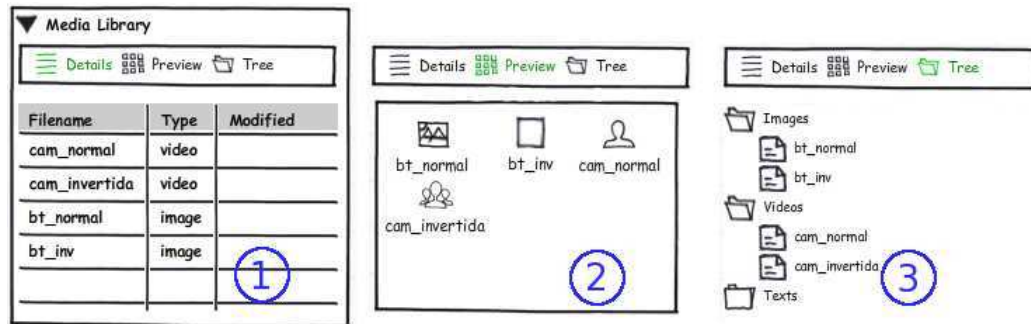 Media Library
Details Preview Tree
Filename Type Modified
cam_normal video
cam_invertida video
bt_normal image
bt_inv image
1
Details Preview Tree
bt_normal bt_inv cam_normal
cam_invertida
2
Details Preview Tree
Images
bt_normal
bt_inv
Videos
cam_normal
cam_invertida
Texts
3